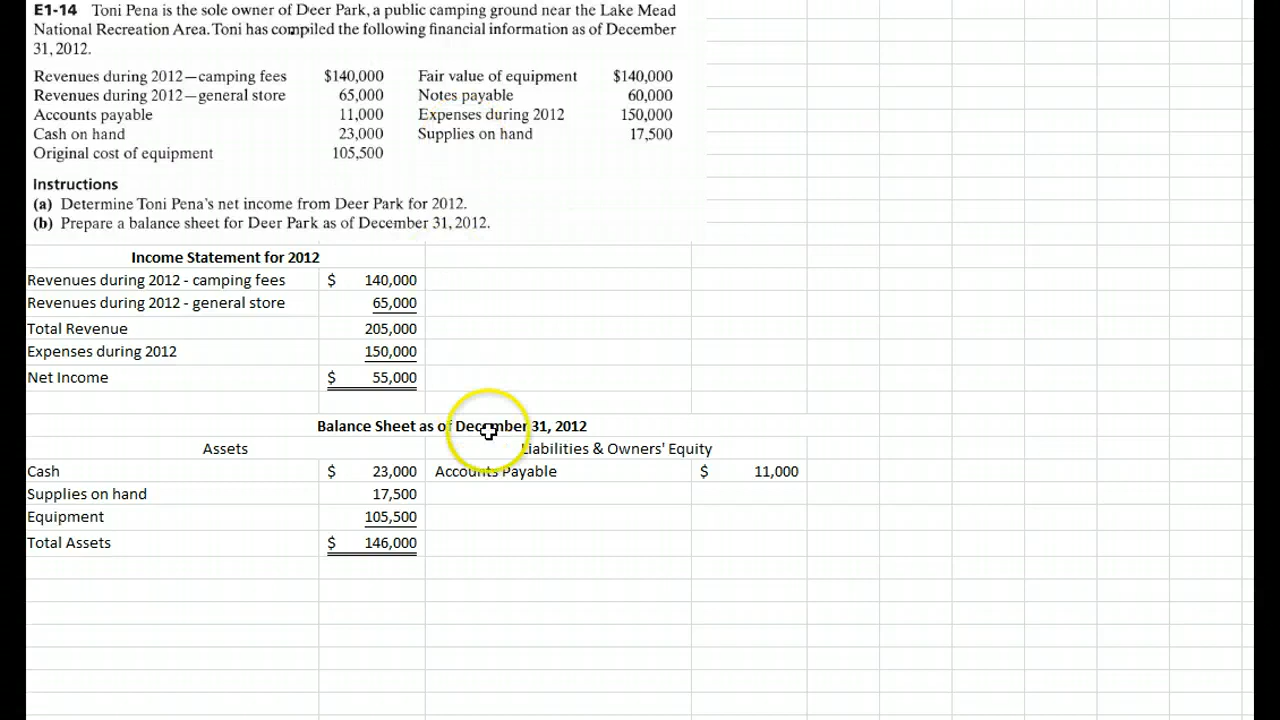 E1-14 Toni Pena is the sole owner of Deer Park, a public camping ground near the Lake Mead
National Recreation Area. Toni has compiled the following financial information as of December
31, 2012.
Revenues during 2012—camping fees $140,000 Fair value of equipment $140,000
Revenues during 2012—general store 65,000 Notes payable 60,000
Accounts payable 11,000 Expenses during 2012 150,000
Cash on hand 23,000 Supplies on hand 17,500
Original cost of equipment 105,500
Instructions
(a) Determine Toni Pena's net income from Deer Park for 2012.
(b) Prepare a balance sheet for Deer Park as of December 31, 2012.
Income Statement for 2012
Revenues during 2012 - camping fees $ 140,000
Revenues during 2012 - general store 65,000
Total Revenue 205,000
Expenses during 2012 150,000
Net Income $ 55,000
Balance Sheet as of December 31, 2012
Assets Liabilities & Owners' Equity
Cash $ 23,000 Accounts Payable $ 11,000
Supplies on hand 17,500
Equipment 105,500
Total Assets $ 146,000